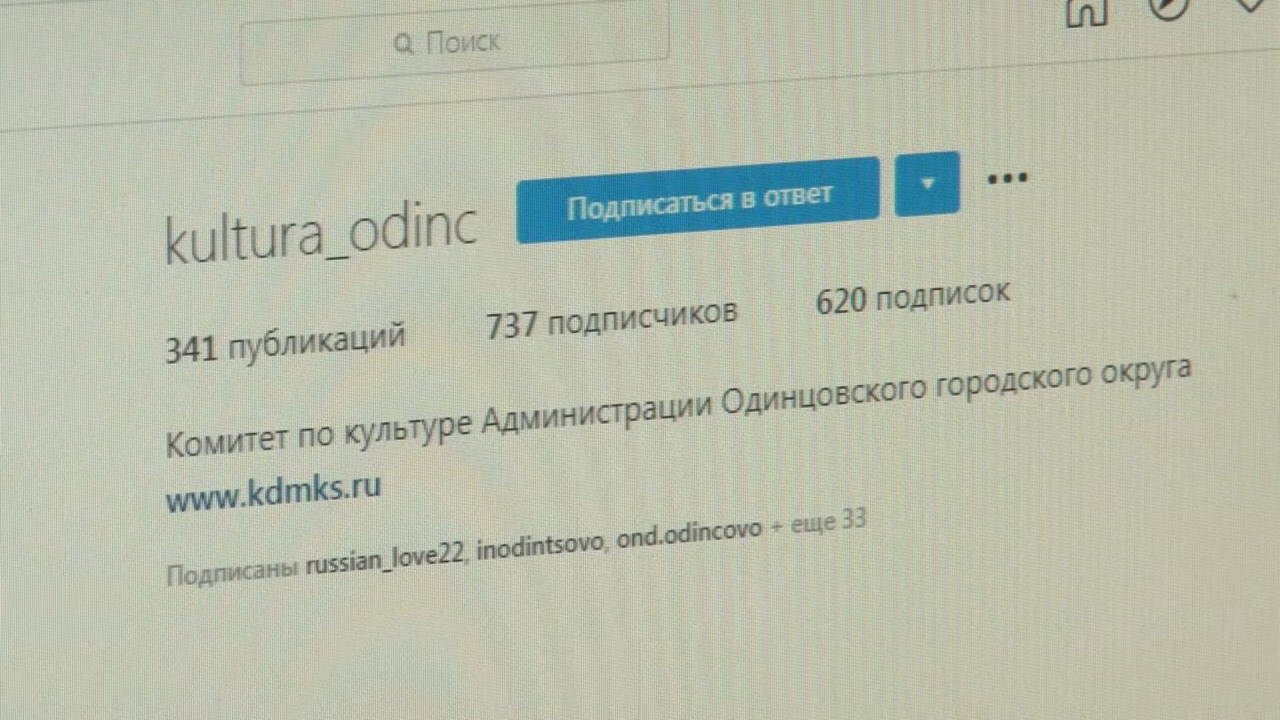 Поиск
kultura_odinc Подписаться в ответ
341 публикаций 737 подписчиков 620 подписок
Комитет по культуре Администрации Одинцовского городского округа
www.kdmks.ru
Подписаны russian_love22, inodintsovo, ond.odincovo + еще 33